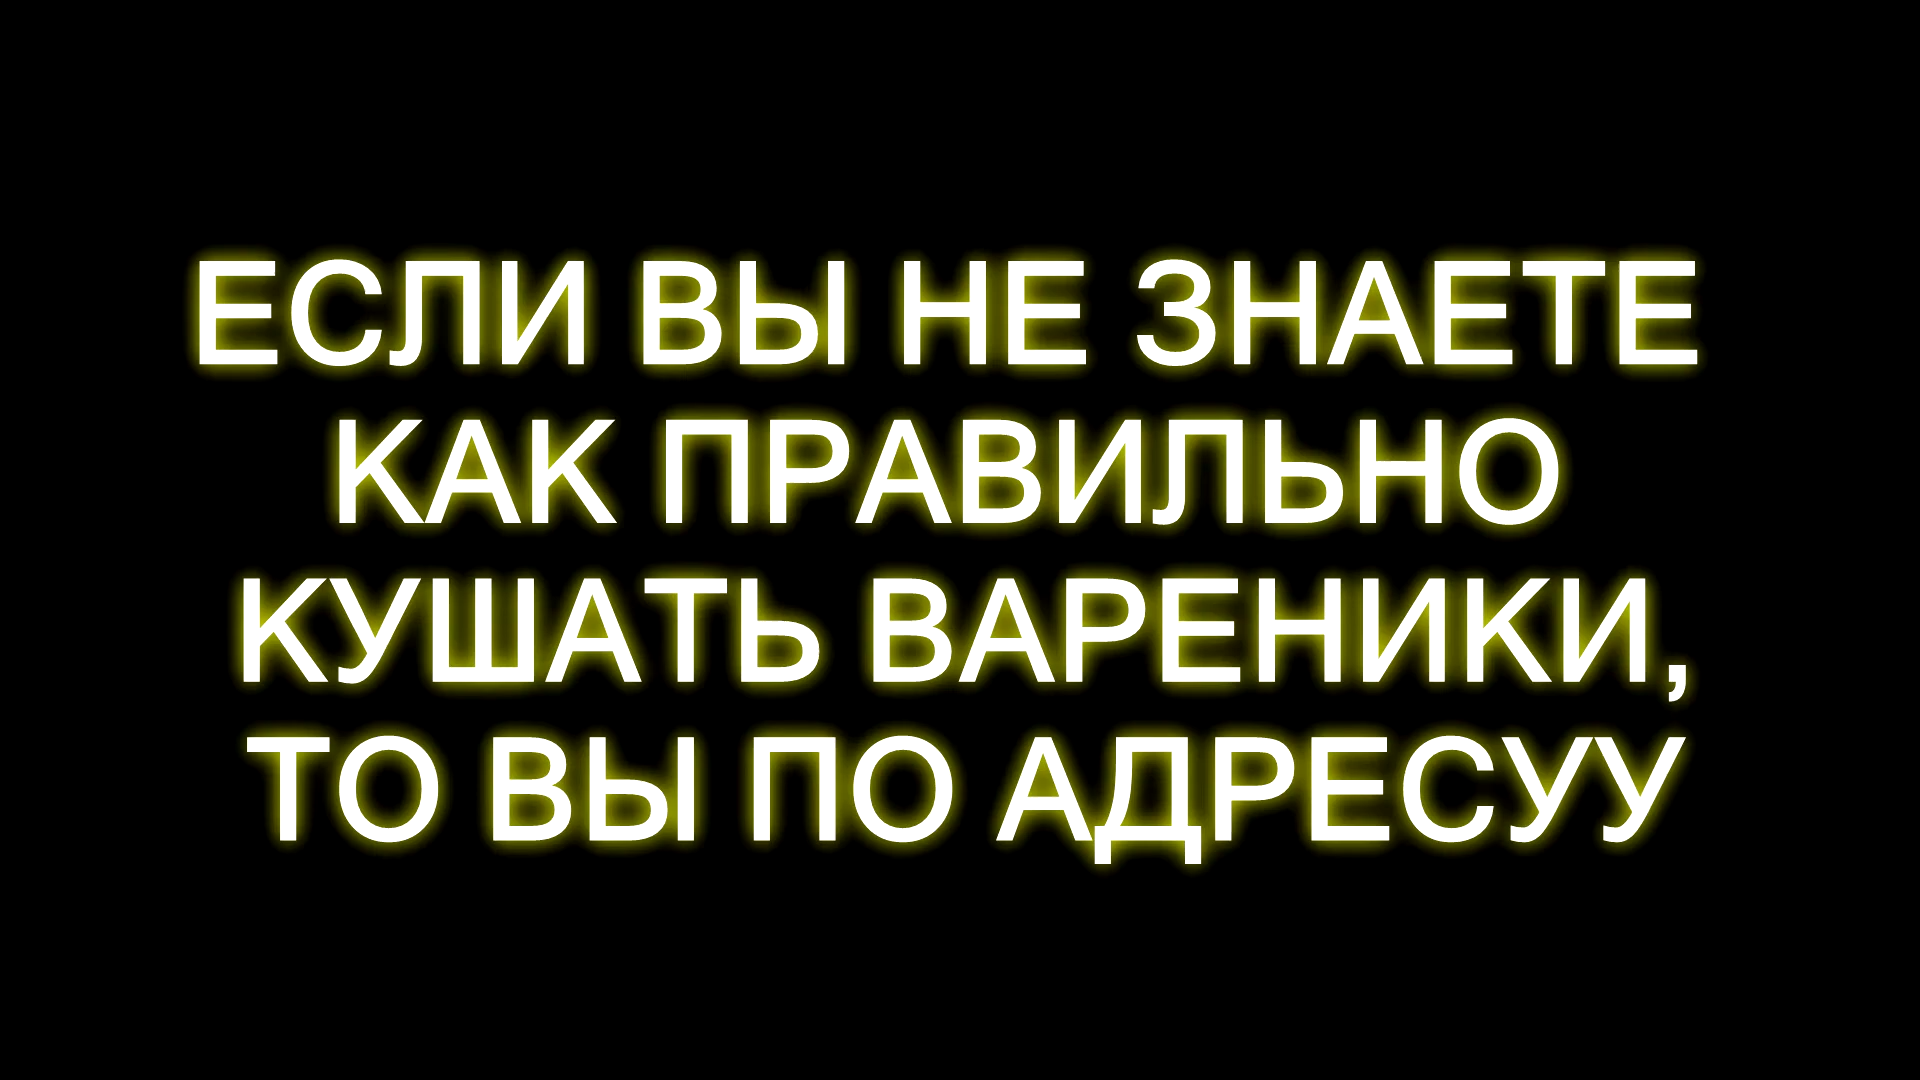 ЕСЛИ ВЫ НЕ ЗНАЕТЕ
КАК ПРАВИЛЬНО
КУШАТЬ ВАРЕНИКИ,
ТО ВЫ ПО АДРЕСУУ